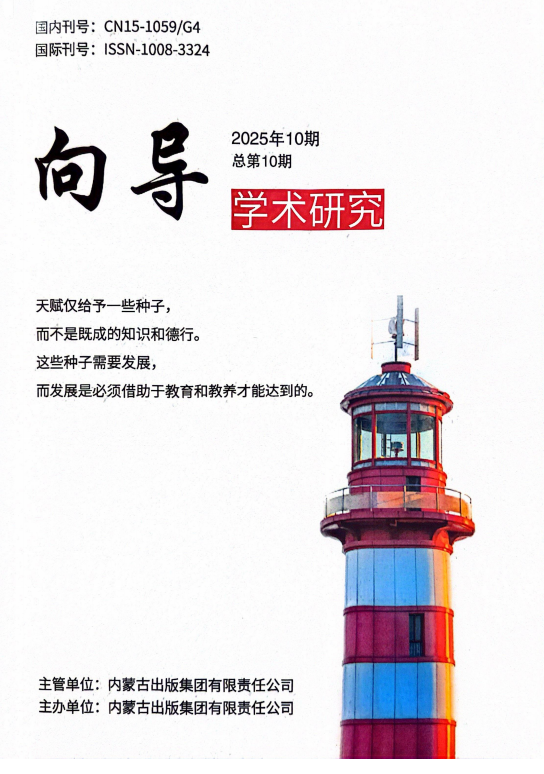 国内刊号：CN15-1059/G4
国际刊号：ISSN-1008-3324
向导
2025年10期
总第10期
学术研究
天赋仅给予一些种子，
而不是既成的知识和德行。
这些种子需要发展，
而发展是必须借助于教育和教养才能达到的。
主管单位：内蒙古出版集团有限责任公司
主办单位：内蒙古出版集团有限责任公司